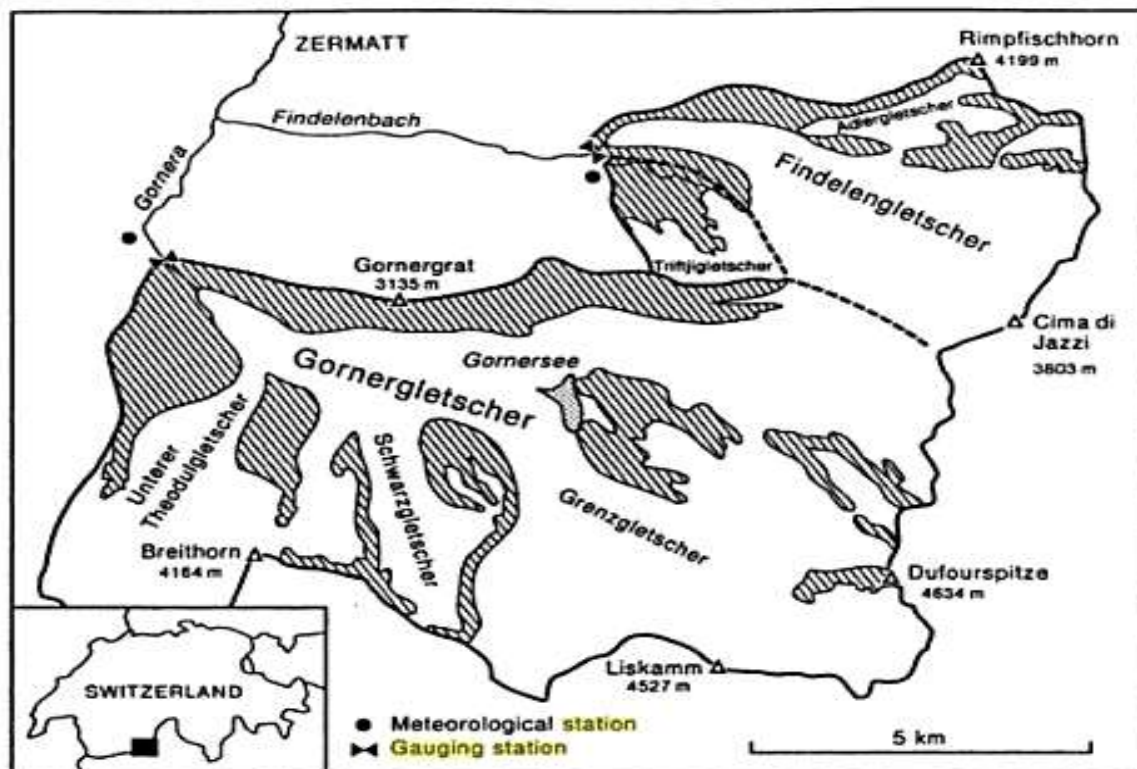 ZERMATT
Rimpfischhorn
4199 m
Findelenbach
Adlergletscher
Gornera
Findelengletscher
Triftjigletscher
Gornergrat
3135 m
Cima di
Jazzi
3803 m
Gornersee
Gornergletscher
Unterer
Theodulgletscher
Schwarzgletscher
Grenzgletscher
Breithorn
4164 m
Dufourspitze
4634 m
Liskamm
4527 m
SWITZERLAND
Meteorological station
Gauging station
5 km